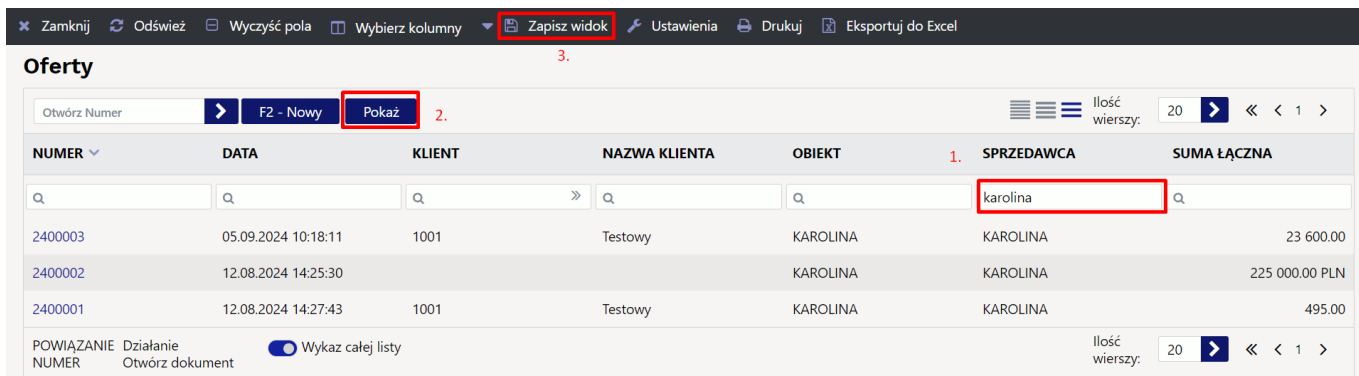 Zamknij Odśwież Wyczyść pola Wybierz kolumny Zapisz widok Ustawienia Drukuj Eksportuj do Excel
3.
Oferty
Otwórz Numer F2 - Nowy Pokaż 2. Ilość wierszy: 20 1
NUMER DATA KLIENT NAZWA KLIENTA OBIEKT 1. SPRZEDAWCA SUMA ŁĄCZNA
karolina
2400003 05.09.2024 10:18:11 1001 Testowy KAROLINA KAROLINA 23 600.00
2400002 12.08.2024 14:25:30 KAROLINA KAROLINA 225 000.00 PLN
2400001 12.08.2024 14:27:43 1001 Testowy KAROLINA KAROLINA 495.00
POWIĄZANIE Działanie Wykaz całej listy Ilość wierszy: 20 1
NUMER Otwórz dokument